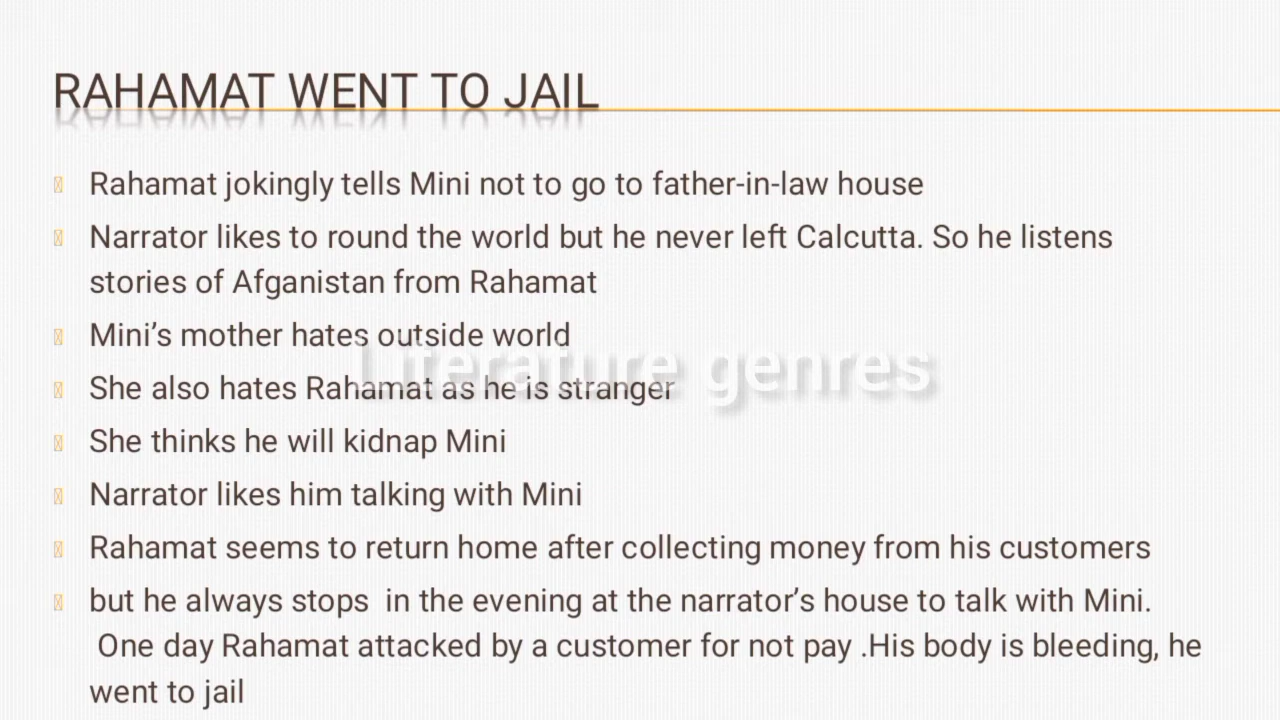 RAHAMAT WENT TO JAIL
Rahamat jokingly tells Mini not to go to father-in-law house
Narrator likes to round the world but he never left Calcutta. So he listens
stories of Afganistan from Rahamat
Mini’s mother hates outside world
Literature genres
She also hates Rahamat as he is stranger
She thinks he will kidnap Mini
Narrator likes him talking with Mini
Rahamat seems to return home after collecting money from his customers
but he always stops  in the evening at the narrator’s house to talk with Mini.
One day Rahamat attacked by a customer for not pay .His body is bleeding, he
went to jail